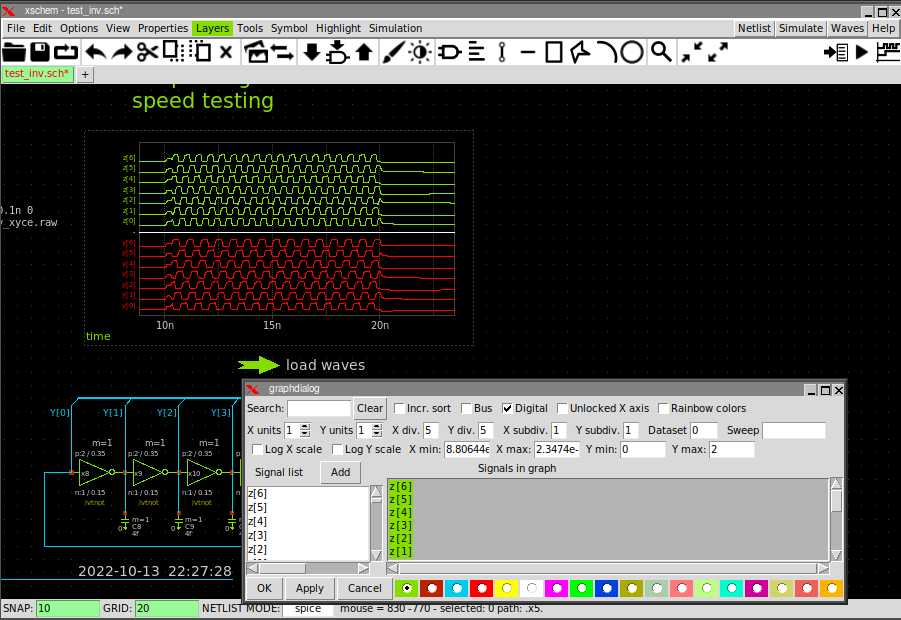 xschem - test_inv.sch*
File Edit Options View Properties Layers Tools Symbol Highlight Simulation Netlist Simulate Waves Help
test_inv.sch* +
speed testing
z[6]
z[5]
z[4]
z[3]
z[2]
z[1]
z[0]
y[6]
y[5]
y[4]
y[3]
y[2]
y[1]
y[0]
0.1n 0
_xyce.raw
10n 15n 20n
time
load waves
Y[0] Y[1] Y[2] Y[3]
m=1 m=1 m=1
p:2 / 0.35 p:2 / 0.35 p:2 / 0.35
x8 x9 x10
n:1 / 0.15 n:1 / 0.15 n:1 / 0.15
lvtnot lvtnot lvtnot
m=1 m=1
0 C8 0 C9 0
4f 4f
2022-10-13 22:27:28
graphdialog
Search: Clear Incr. sort Bus Digital Unlocked X axis Rainbow colors
X units 1 Y units 1 X div. 5 Y div. 5 X subdiv. 1 Y subdiv. 1 Dataset 0 Sweep
Log X scale Log Y scale X min: 8.80644e X max: 2.3474e- Y min: 0 Y max: 2
Signal list Add Signals in graph
z[6]
z[5]
z[4]
z[3]
z[2]
z[6]
z[5]
z[4]
z[3]
z[2]
z[1]
OK Apply Cancel
SNAP: 10 GRID: 20 NETLIST MODE: spice mouse = 830 -770 - selected: 0 path: .x5.